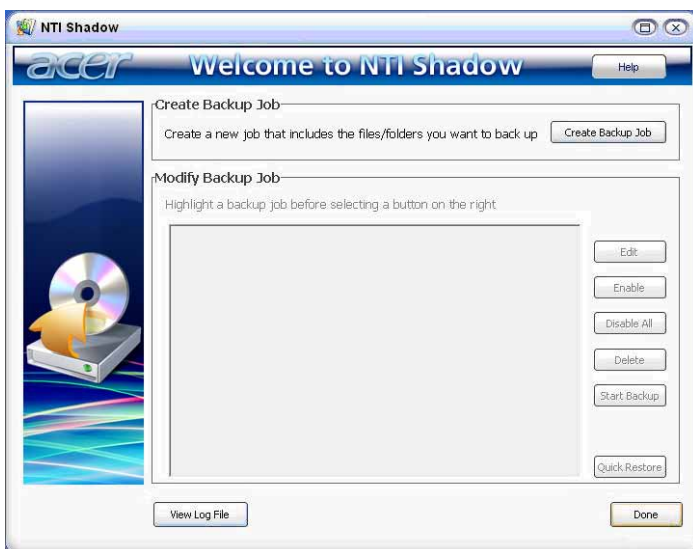 NTI Shadow
acer
Welcome to NTI Shadow
Help
Create Backup Job
Create a new job that includes the files/folders you want to back up
Create Backup Job
Modify Backup Job
Highlight a backup job before selecting a button on the right
Edit
Enable
Disable All
Delete
Start Backup
Quick Restore
View Log File
Done